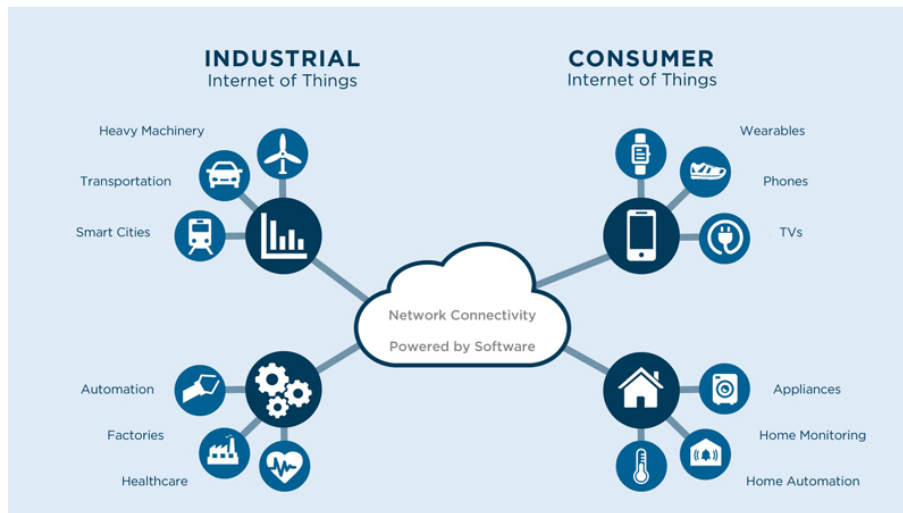 INDUSTRIAL
Internet of Things
CONSUMER
Internet of Things
Heavy Machinery
Transportation
Smart Cities
Wearables
Phones
TVs
Network Connectivity
Powered by Software
Automation
Factories
Healthcare
Appliances
Home Monitoring
Home Automation